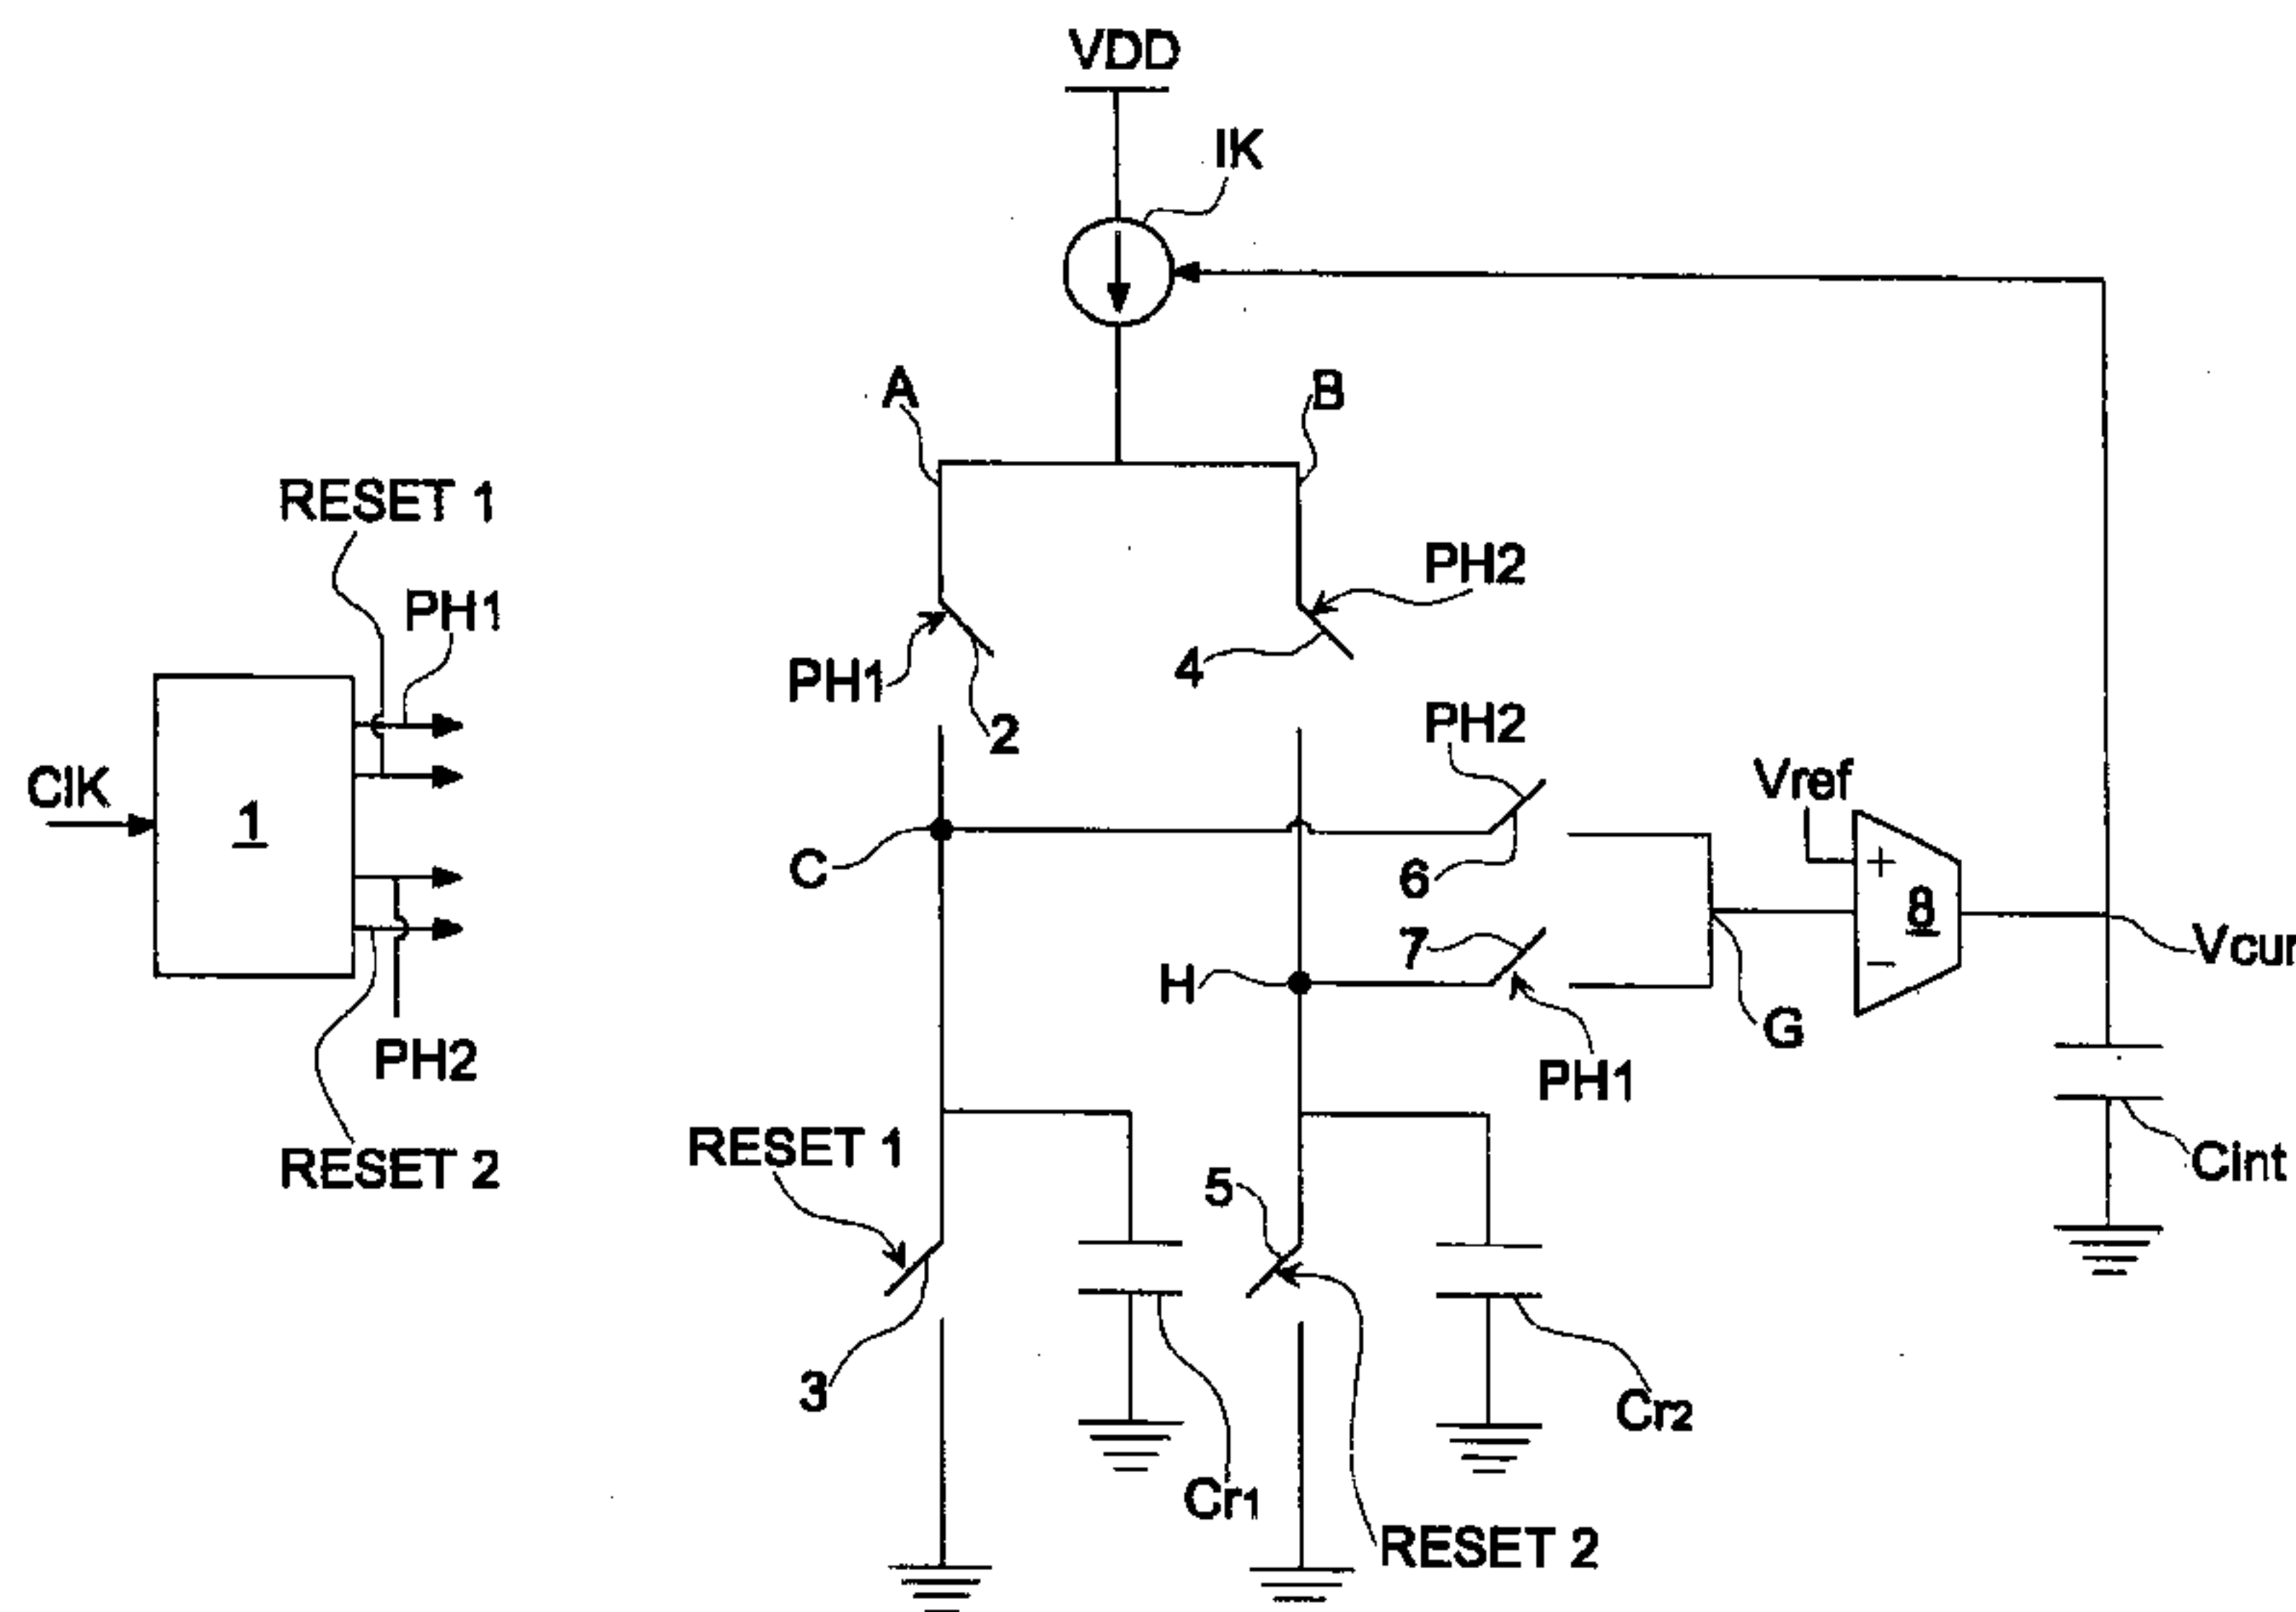 VDD
IK
A
B
RESET 1
PH1
PH2
4
PH1
2
PH2
CIK
1
Vref
+
C
6
8
7
Vcur
H
–
G
PH2
PH1
RESET 2
RESET 1
5
Cint
3
Cr2
Cr1
RESET 2